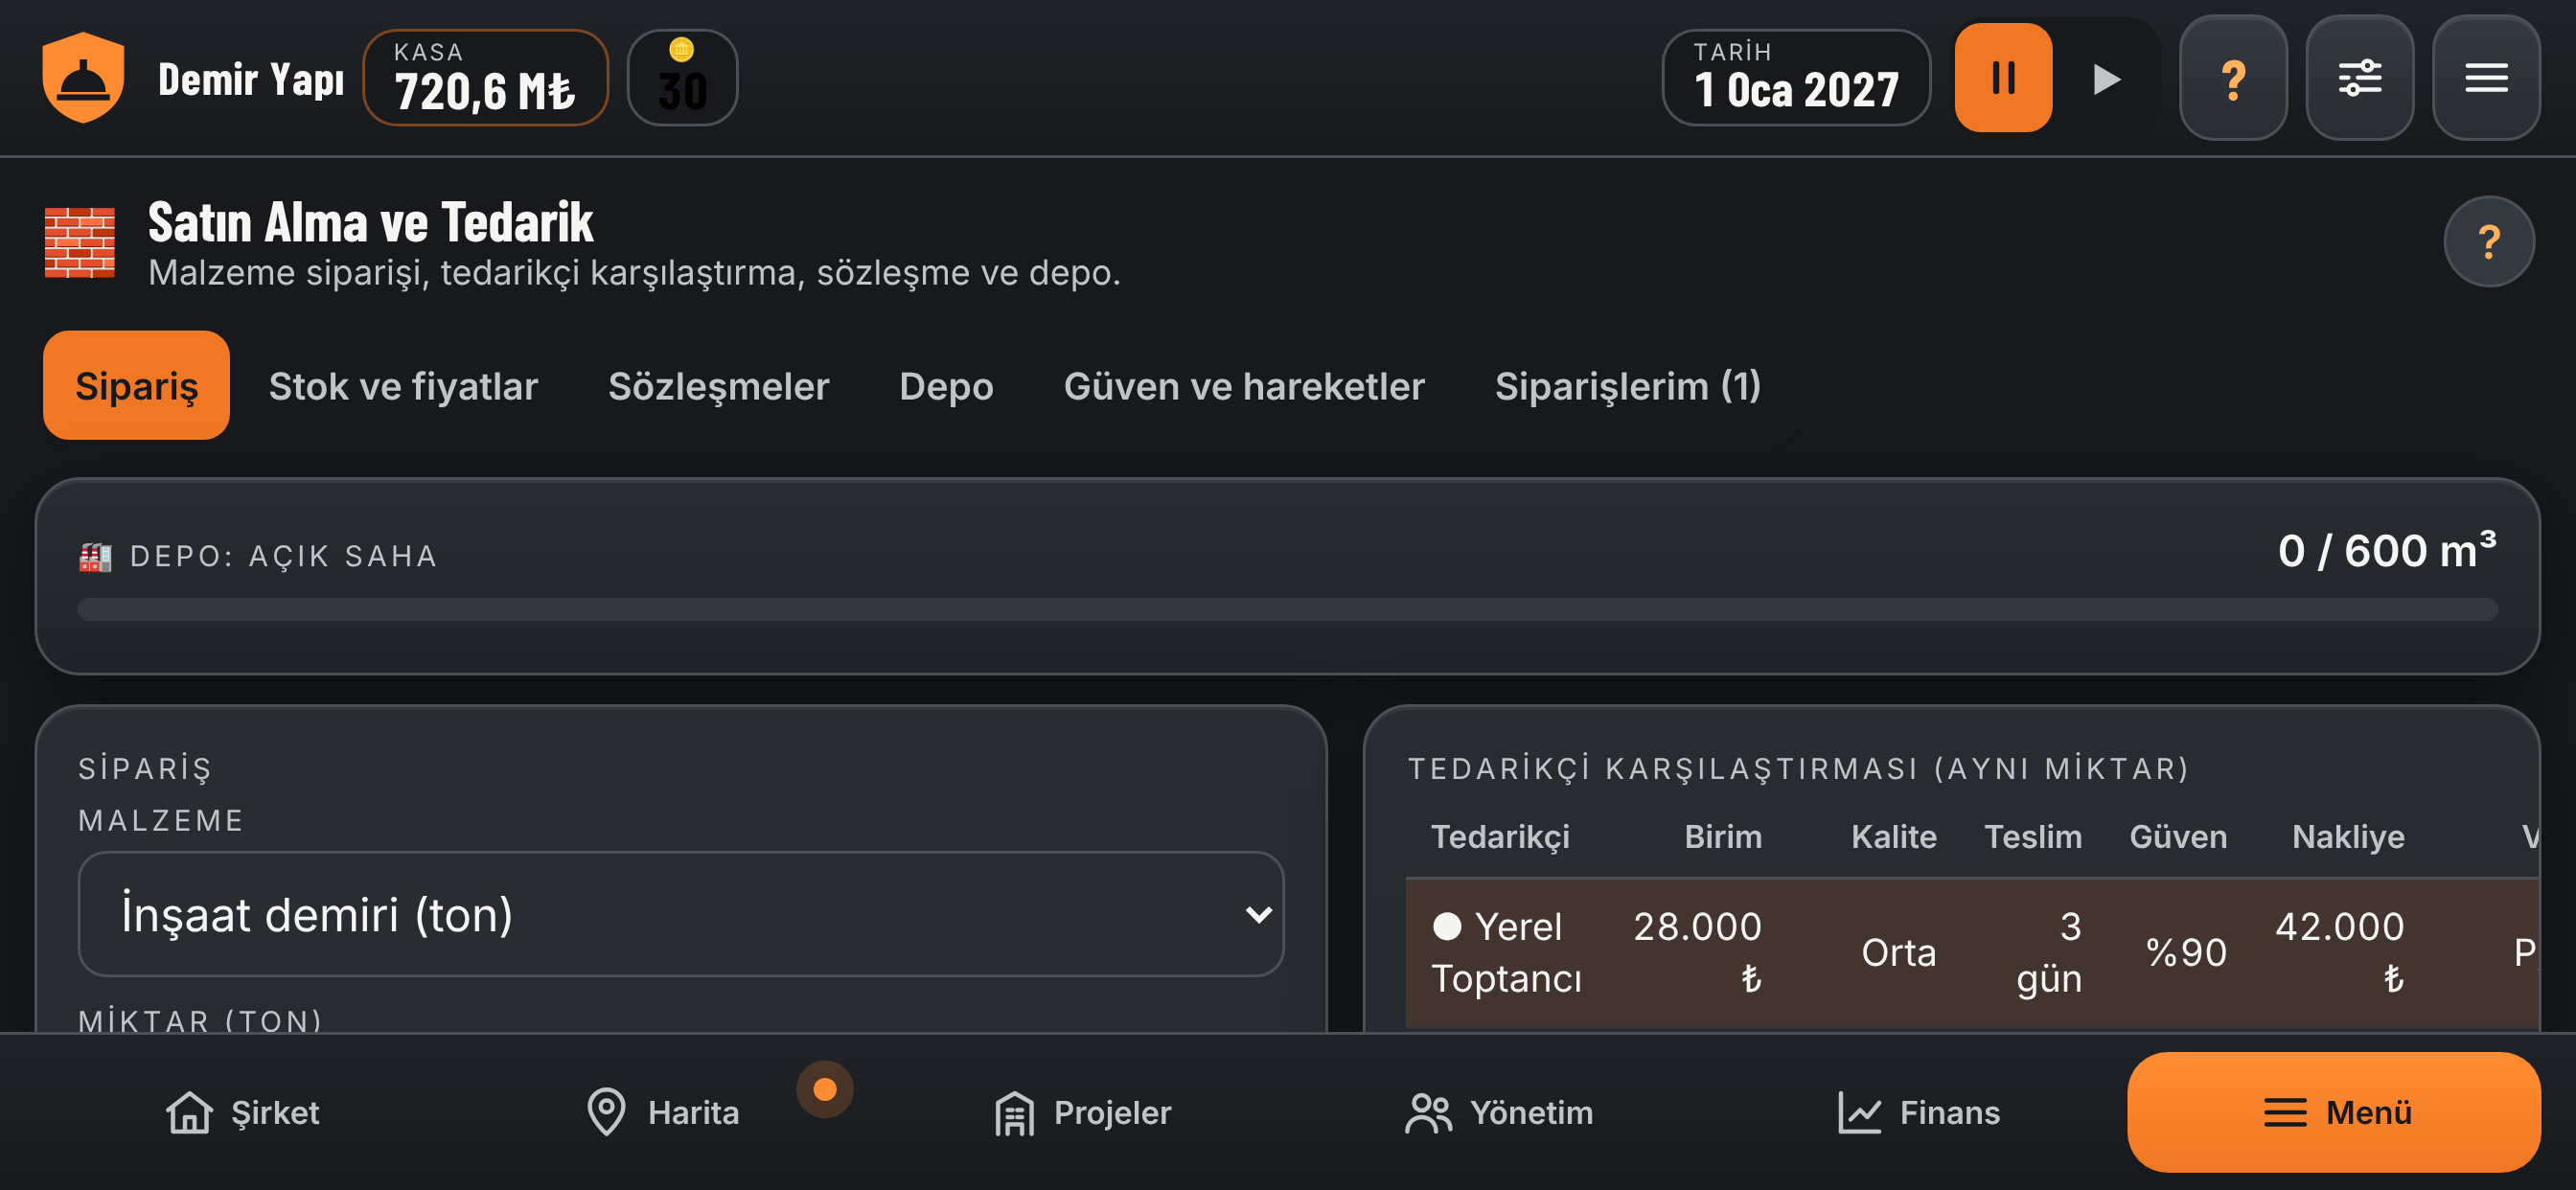 Demir Yapı
KASA
720,6 M₺
30
TARİH
1 Oca 2027
?
Satın Alma ve Tedarik
Malzeme siparişi, tedarikçi karşılaştırma, sözleşme ve depo.
?
Sipariş Stok ve fiyatlar Sözleşmeler Depo Güven ve hareketler Siparişlerim (1)
DEPO: AÇIK SAHA
0 / 600 m³
SİPARİŞ
MALZEME
İnşaat demiri (ton)
MİKTAR (TON)
TEDARİKÇİ KARŞILAŞTIRMASI (AYNI MİKTAR)
Tedarikçi Birim Kalite Teslim Güven Nakliye
Yerel Toptancı 28.000 ₺ Orta 3 gün %90 42.000 ₺
Şirket Harita Projeler Yönetim Finans Menü